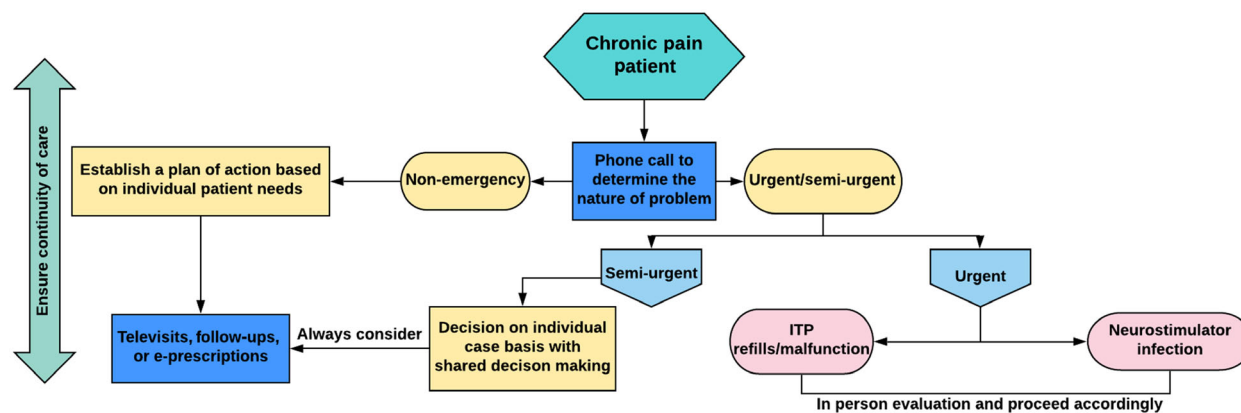 Chronic pain
patient
Ensure continuity of care
Establish a plan of action based
on individual patient needs
Non-emergency
Phone call to
determine the
nature of problem
Urgent/semi-urgent
Semi-urgent
Urgent
Televisits, follow-ups,
or e-prescriptions
Always consider
Decision on individual
case basis with
shared decison making
ITP
refills/malfunction
Neurostimulator
infection
In person evaluation and proceed accordingly